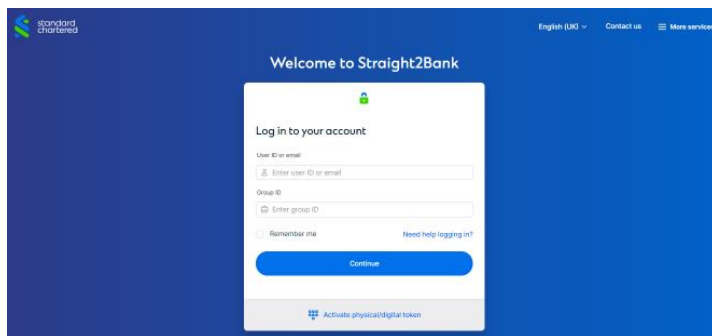 standard
chartered
English (UK)
Contact us
More services
Welcome to Straight2Bank
Log in to your account
User ID or email
Enter user ID or email
Group ID
Enter group ID
Remember me
Need help logging in?
Continue
Activate physical/digital token